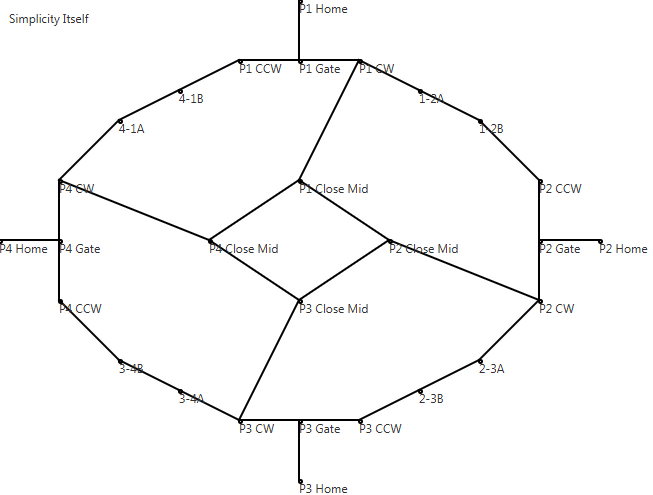 P1 Home
Simplicity Itself
P1 CCW
P1 Gate
P1 CW
4-1B
1-2A
4-1A
1-2B
P4 CW
P1 Close Mid
P2 CCW
P4 Home
P4 Gate
P4 Close Mid
P2 Close Mid
P2 Gate
P2 Home
P4 CCW
P3 Close Mid
P2 CW
3-4B
2-3A
3-4A
2-3B
P3 CW
P3 Gate
P3 CCW
P3 Home